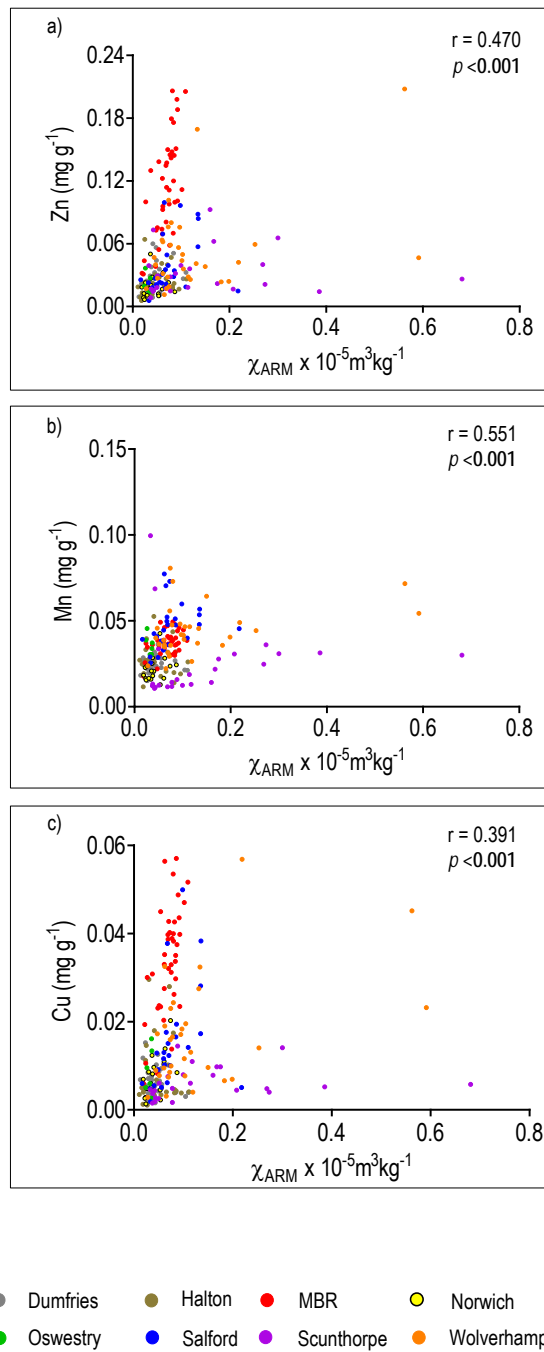 a)
r = 0.470
p <0.001
Zn (mg g-1)
0.24
0.18
0.12
0.06
0.00
0.0 0.2 0.4 0.6 0.8
χARM x 10-5m3kg-1
b)
r = 0.551
p <0.001
Mn (mg g-1)
0.15
0.10
0.05
0.00
0.0 0.2 0.4 0.6 0.8
χARM x 10-5m3kg-1
c)
r = 0.391
p <0.001
Cu (mg g-1)
0.06
0.04
0.02
0.00
0.0 0.2 0.4 0.6 0.8
χARM x 10-5m3kg-1
Dumfries Halton MBR Norwich
Oswestry Salford Scunthorpe Wolverhamp